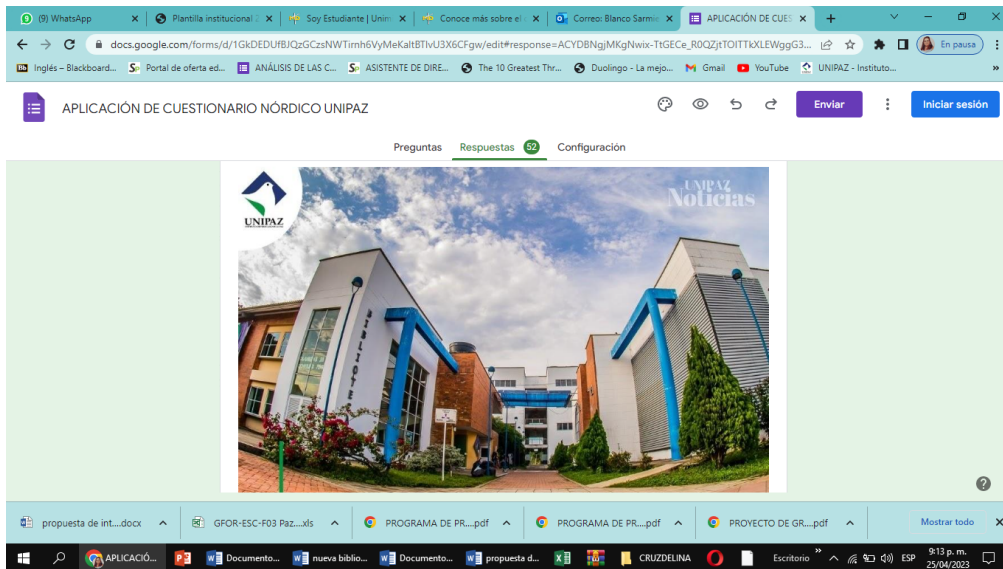 (9) WhatsApp
Plantilla institucional
Soy Estudiante | Unim
Conoce más sobre el
Correo: Blanco Sarmie
APLICACIÓN DE CUES
docs.google.com/forms/d/1GkDEDUfBJQzGCzsNWTirnh6VyMeKaltBTlvU3X6CFgw/edit#response=ACYDBNgjMKgNwix-TtGECe_R0QZjtTOITTkXLEWggG3...
En pausa
Inglés – Blackboard...
Portal de oferta ed...
ANÁLISIS DE LAS C...
ASISTENTE DE DIRE...
The 10 Greatest Thr...
Duolingo - La mejo...
Gmail
YouTube
UNIPAZ - Instituto...
»
APLICACIÓN DE CUESTIONARIO NÓRDICO UNIPAZ
Enviar
Iniciar sesión
Preguntas
Respuestas 52
Configuración
UNIPAZ
UNIPAZ
Noticias
BIBLIOTE
propuesta de int....docx
GFOR-ESC-F03 Paz....xls
PROGRAMA DE PR....pdf
PROGRAMA DE PR....pdf
PROYECTO DE GR....pdf
Mostrar todo
APLICACIÓ...
Documento...
nueva biblio...
Documento...
propuesta d...
CRUZDELINA
Escritorio
»
ESP
9:13 p. m.
25/04/2023